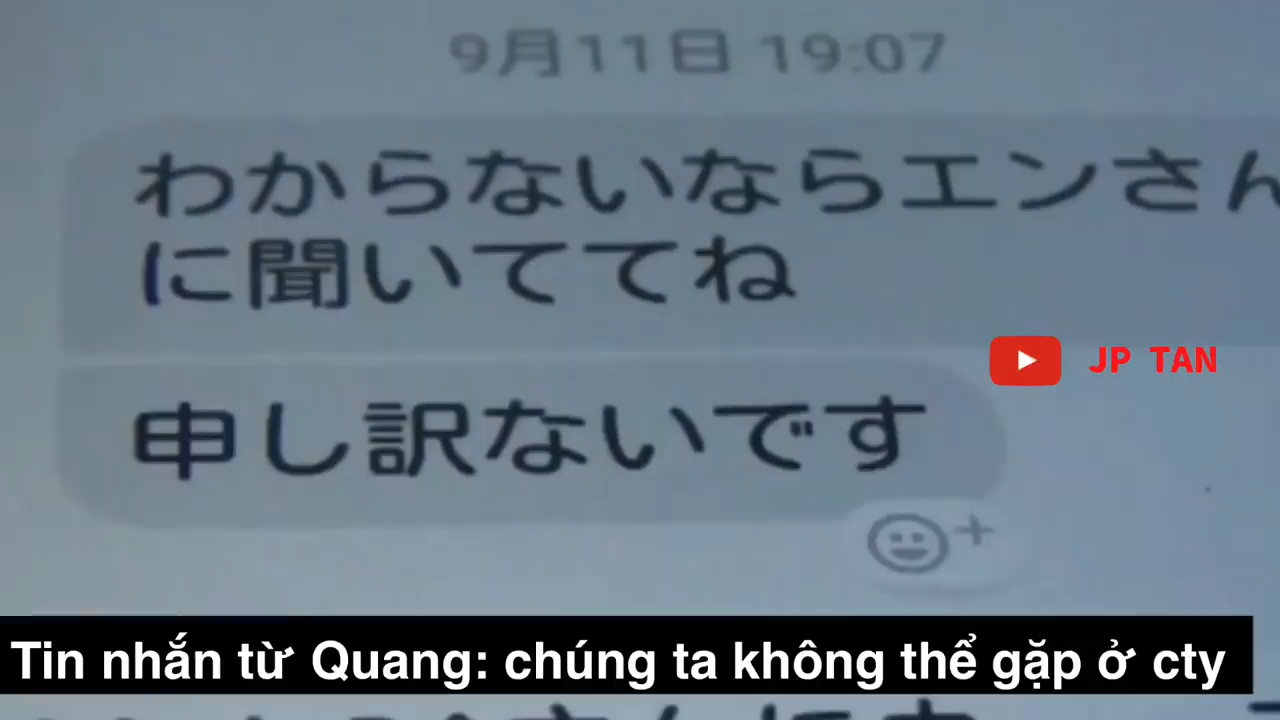 9月11日 19:07
わからないならエンさん
に聞いててね
申し訳ないです
JP TAN
Tin nhắn từ Quang: chúng ta không thể gặp ở cty